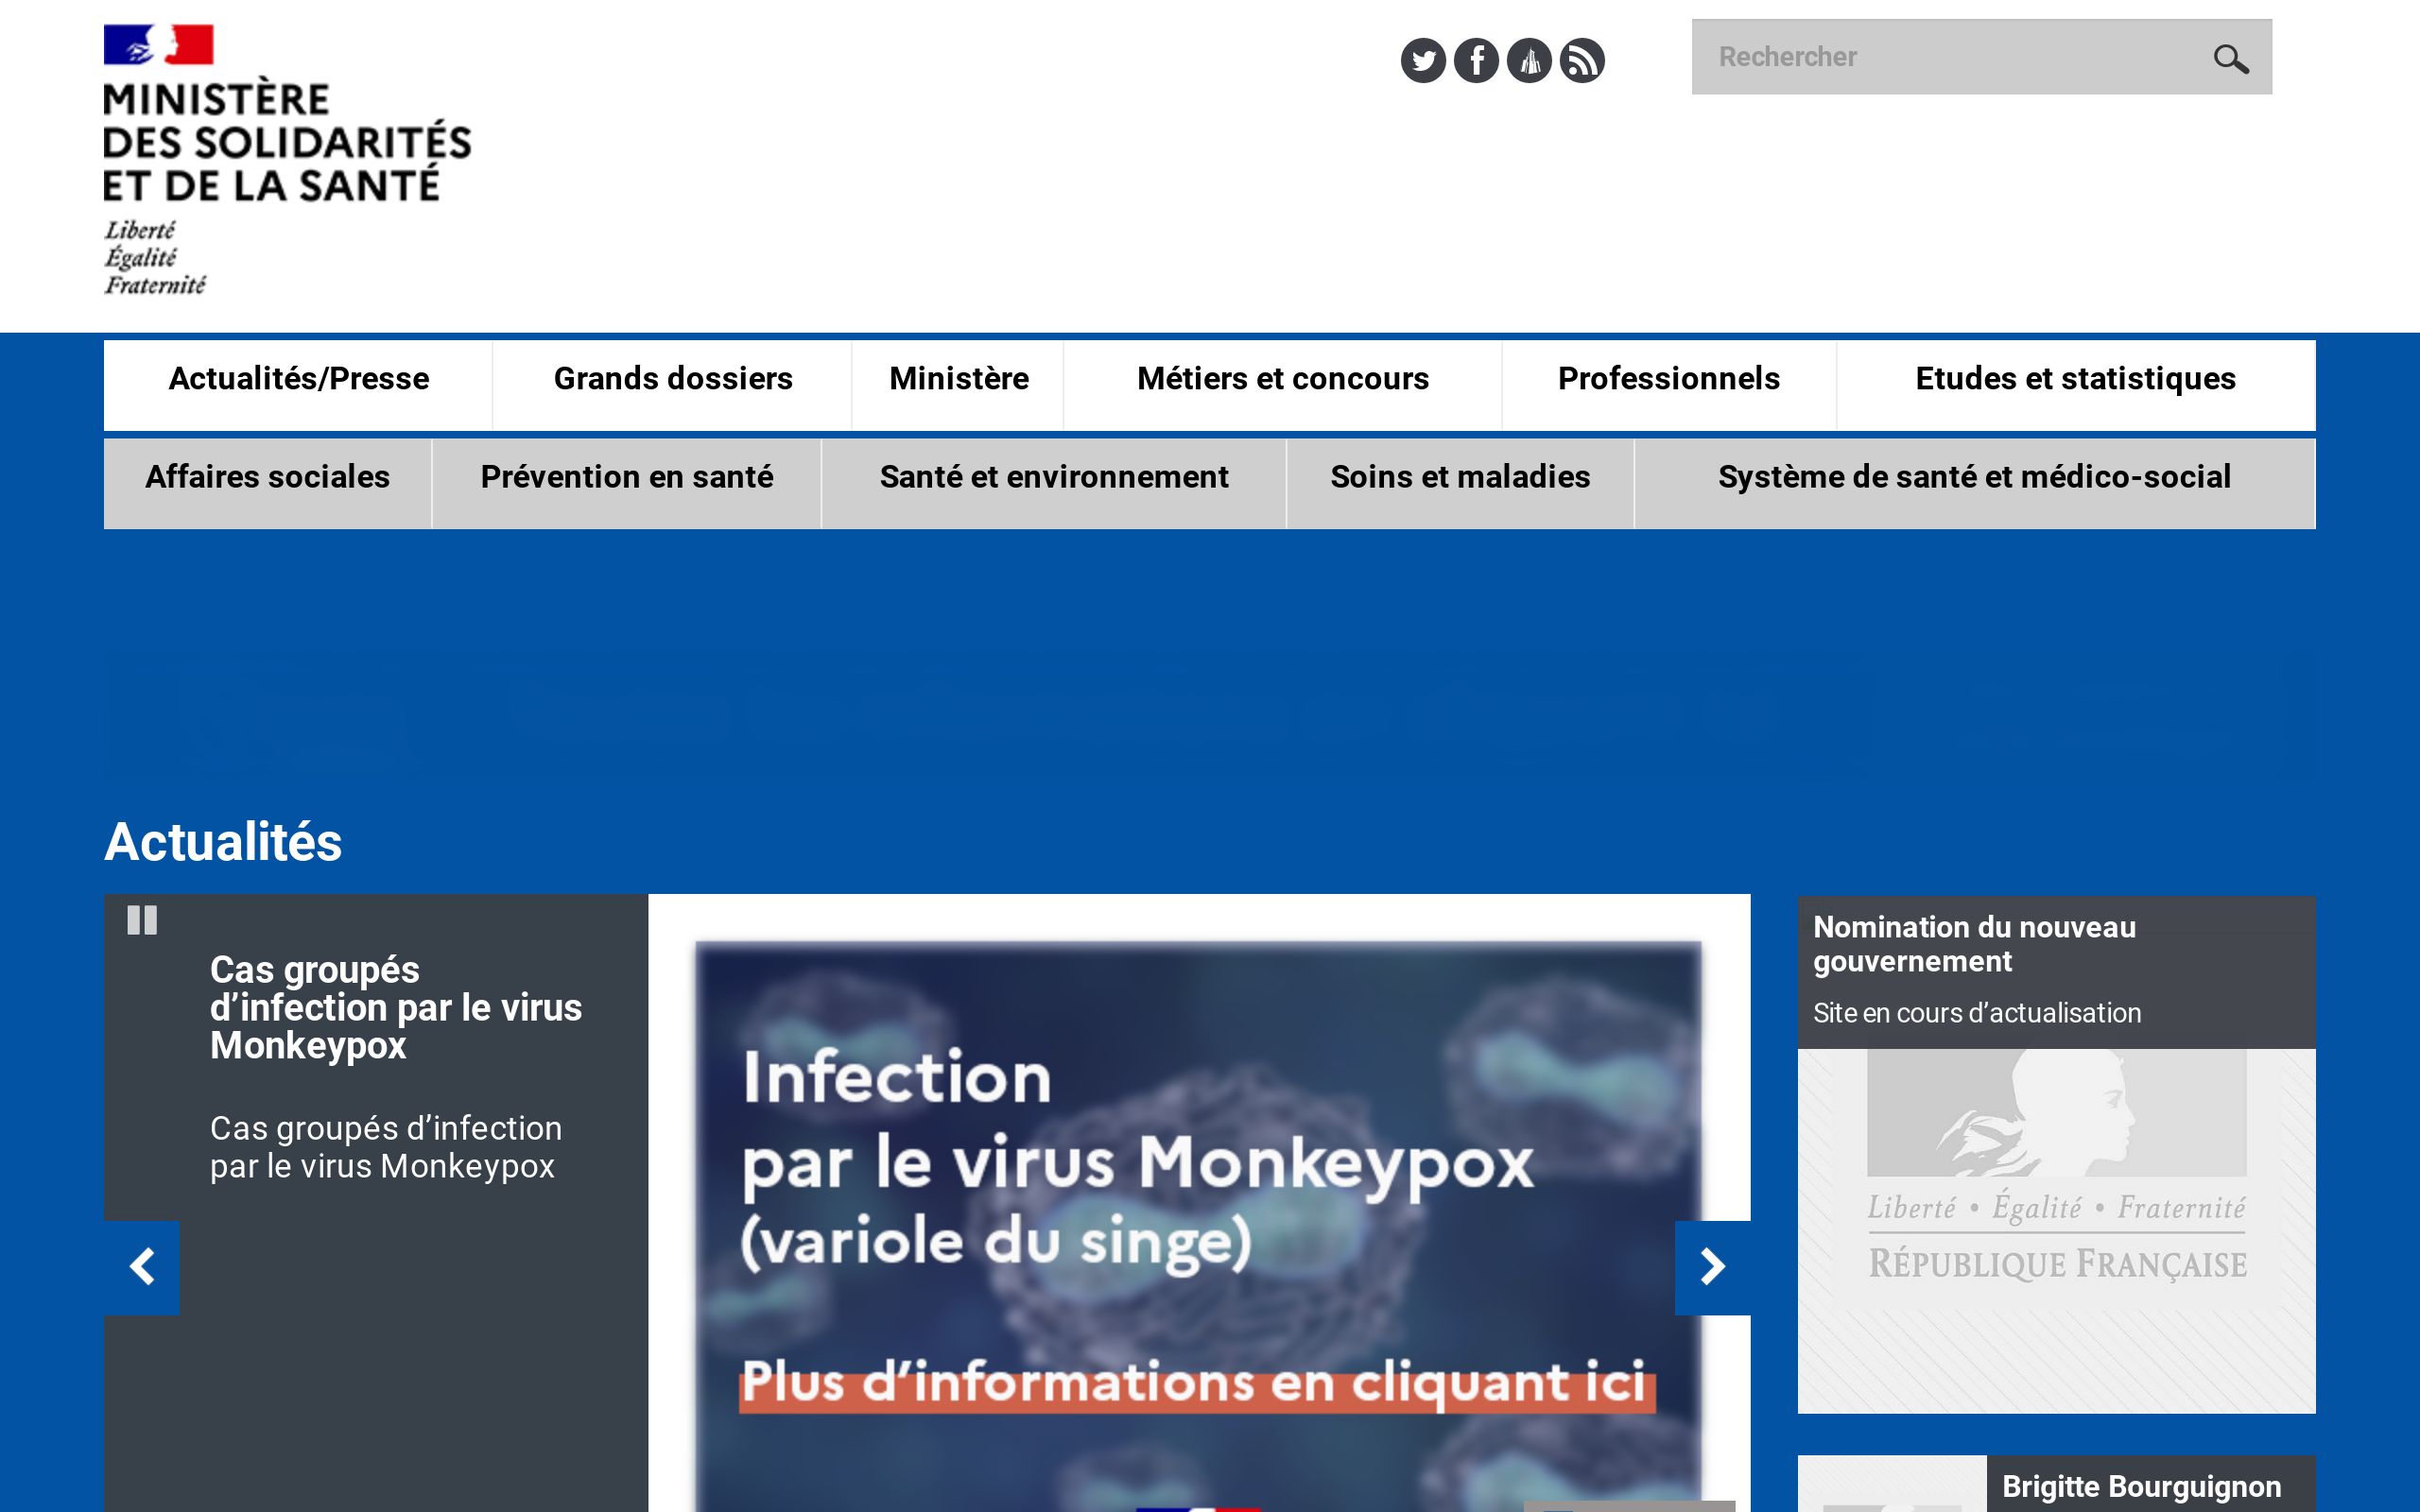 MINISTÈRE
DES SOLIDARITÉS
ET DE LA SANTÉ
Liberté
Égalité
Fraternité
Rechercher
Actualités/Presse
Grands dossiers
Ministère
Métiers et concours
Professionnels
Etudes et statistiques
Affaires sociales
Prévention en santé
Santé et environnement
Soins et maladies
Système de santé et médico-social
Actualités
Cas groupés
d’infection par le virus
Monkeypox
Cas groupés d’infection
par le virus Monkeypox
Infection
par le virus Monkeypox
(variole du singe)
Plus d’informations en cliquant ici
Nomination du nouveau
gouvernement
Site en cours d’actualisation
Liberté • Égalité • Fraternité
RÉPUBLIQUE FRANÇAISE
Brigitte Bourguignon